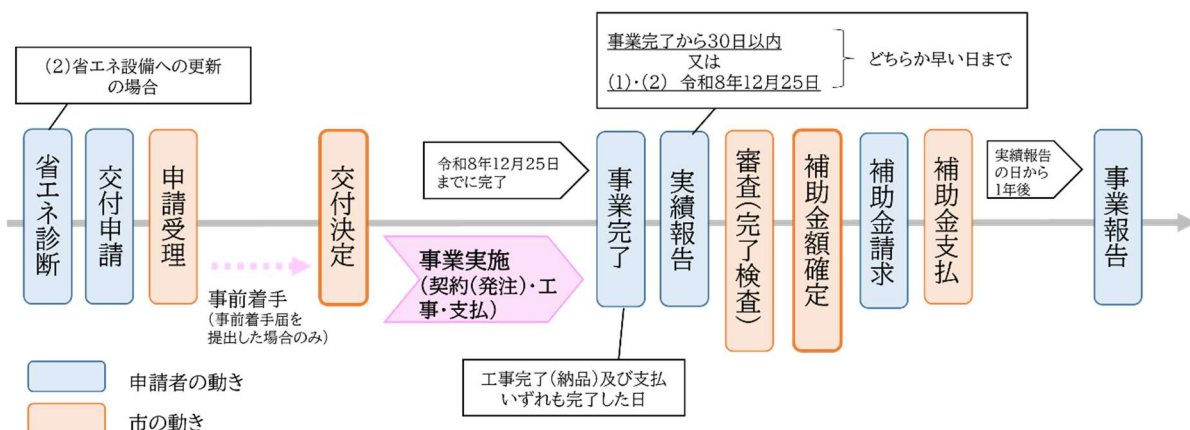 (2)省エネ設備への更新
の場合
事業完了から30日以内
又は
(1)・(2) 令和8年12月25日
どちらか早い日まで
省エネ診断
交付申請
申請受理
事前着手
(事前着手届を
提出した場合のみ)
交付決定
令和8年12月25日
までに完了
事業実施
(契約(発注)・工
事・支払)
事業完了
実績報告
審査(完了検査)
補助金額確定
補助金請求
補助金支払
実績報告
の日から
1年後
事業報告
工事完了(納品)及び支払
いずれも完了した日
申請者の動き
市の動き